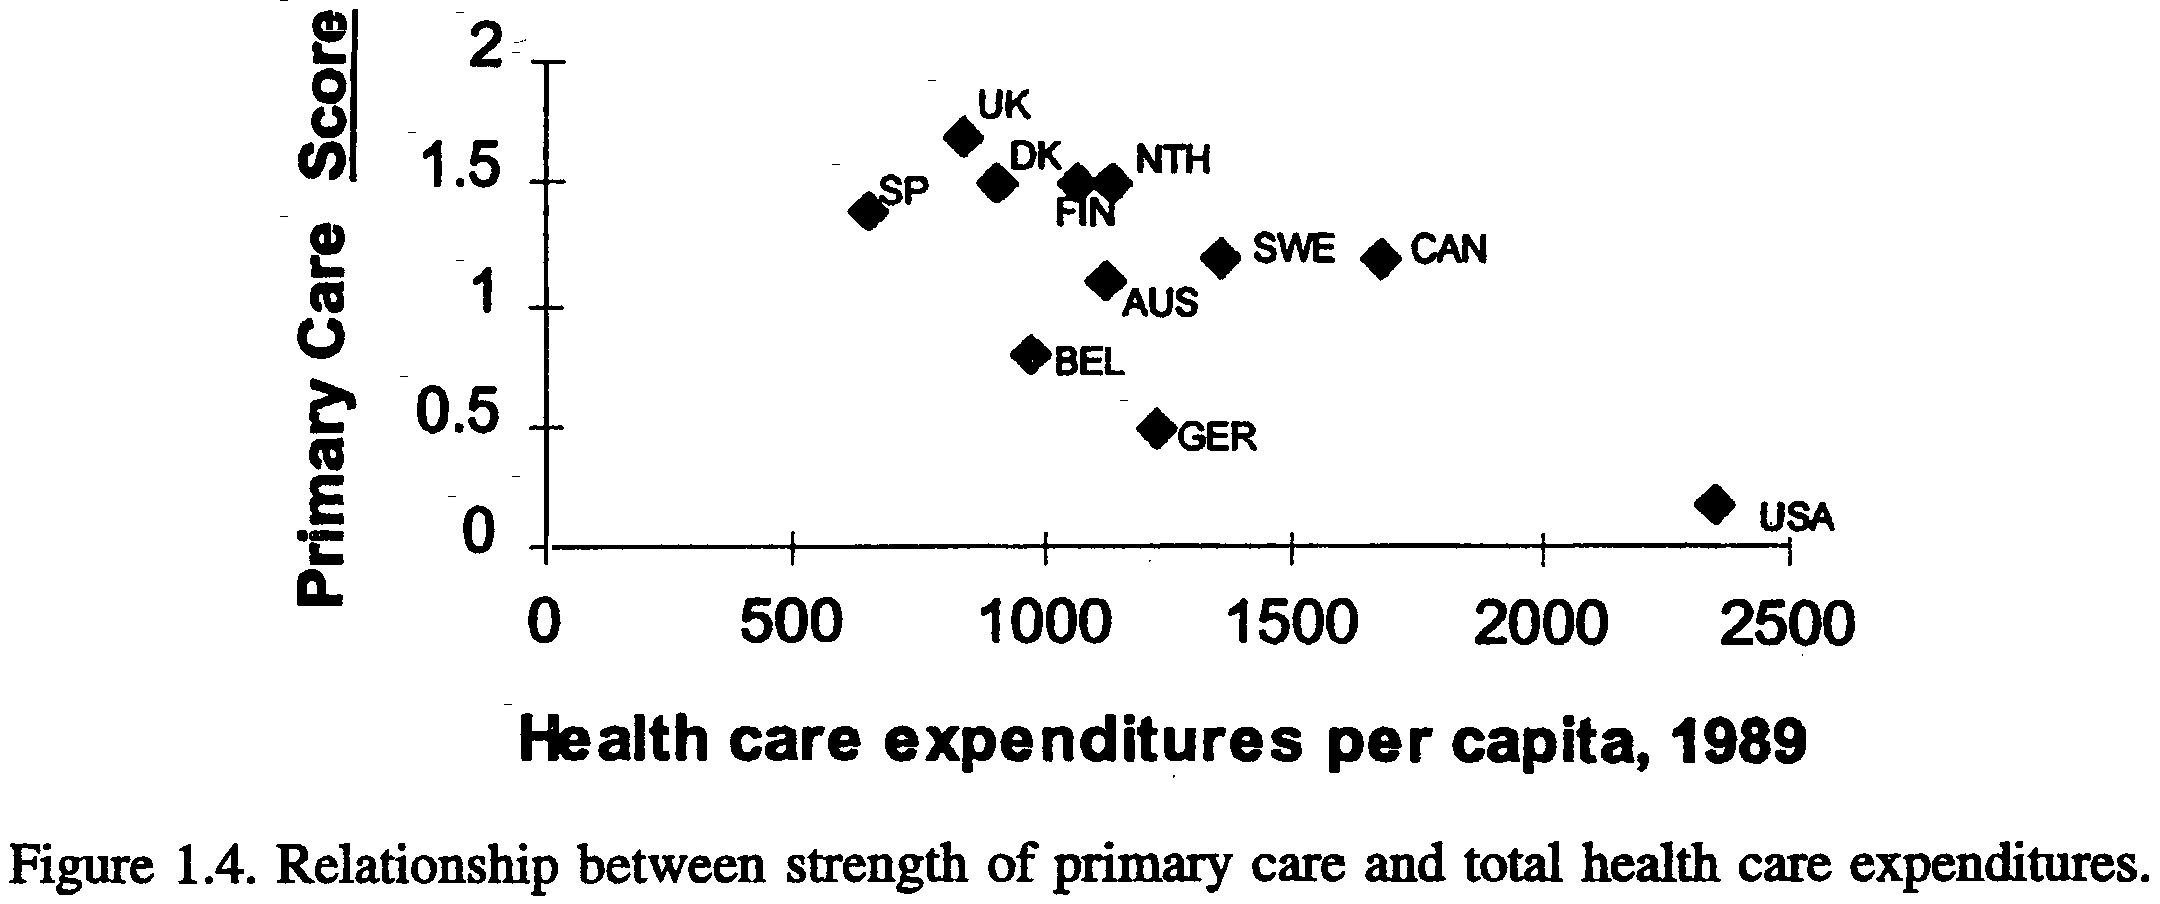 Primary Care Score
2
1.5
1
0.5
0
UK
DK
NTH
SP
FIN
SWE
CAN
AUS
BEL
GER
USA
0 500 1000 1500 2000 2500
Health care expenditures per capita, 1989
Figure 1.4. Relationship between strength of primary care and total health care expenditures.